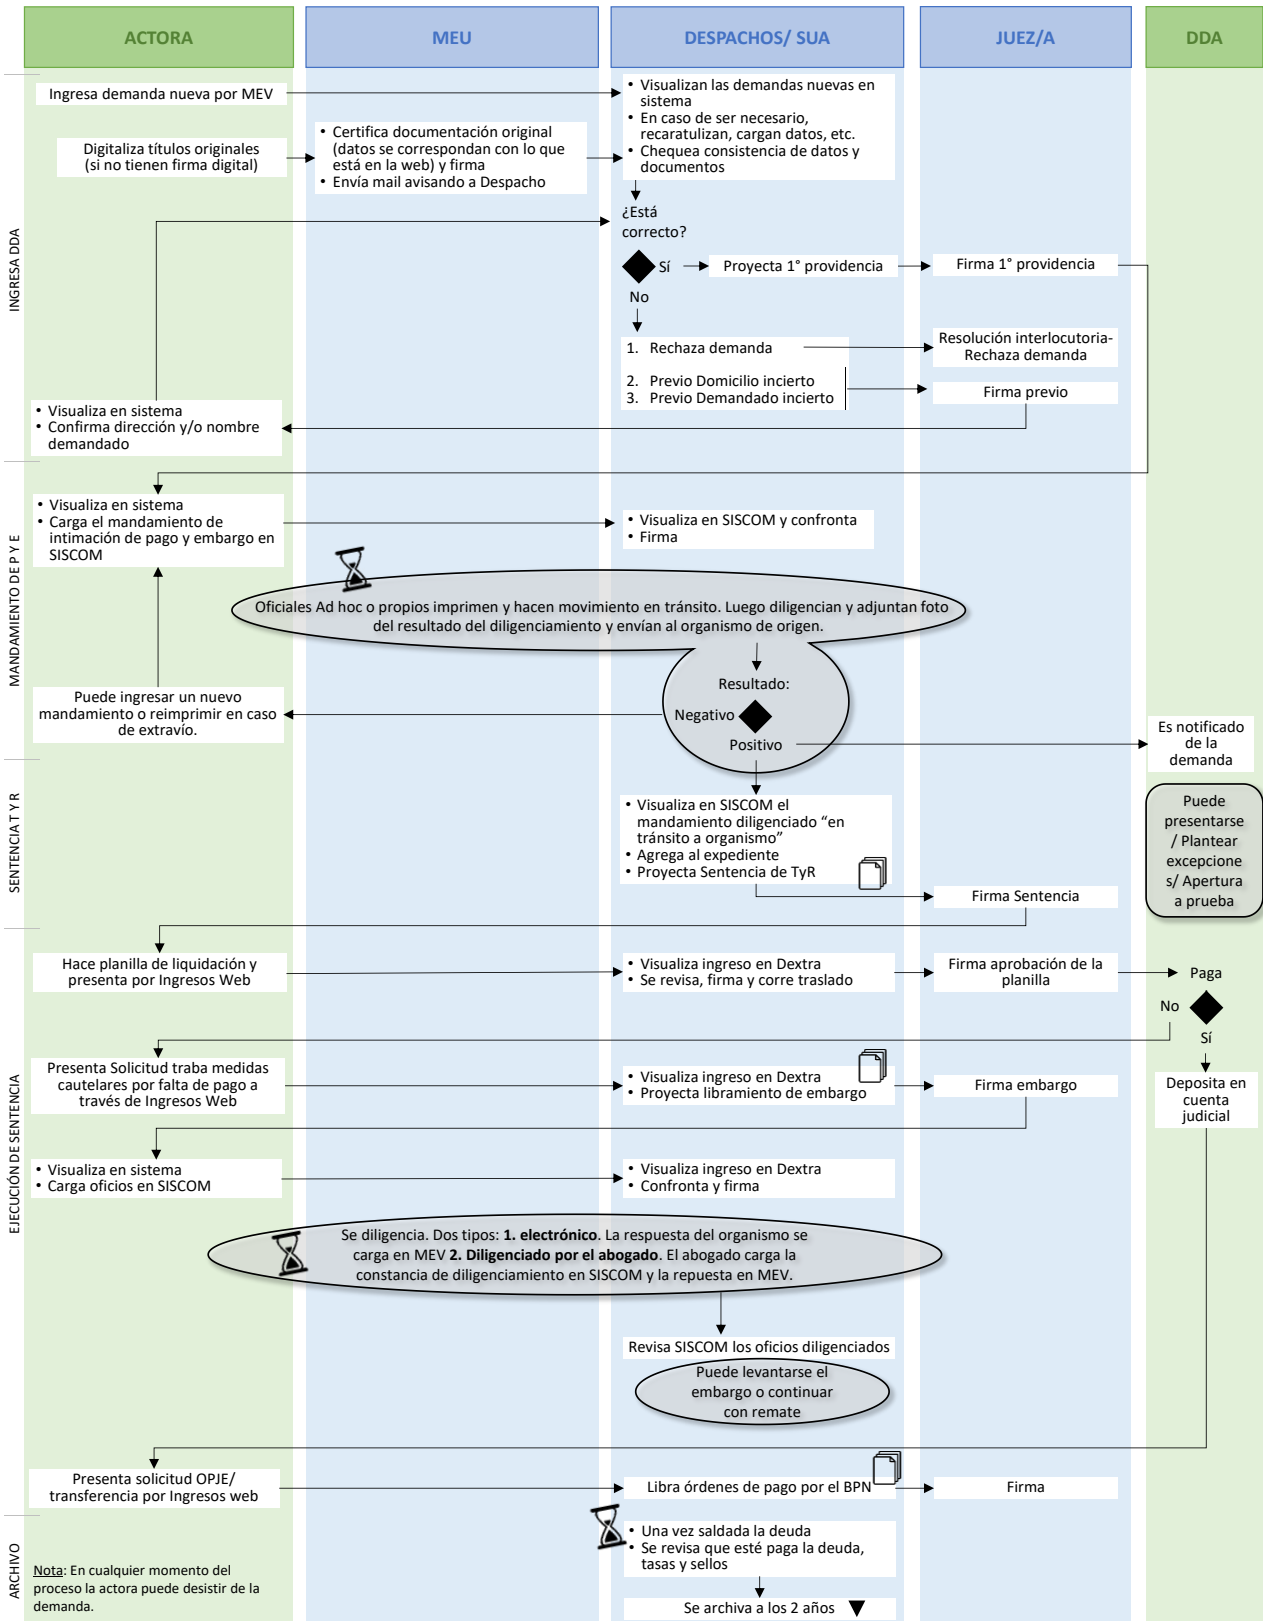 ACTORA
MEU
DESPACHOS/ SUA
JUEZ/A
DDA
INGRESA DDA
Ingresa demanda nueva por MEV
• Visualizan las demandas nuevas en
sistema
• En caso de ser necesario,
recaratulizan, cargan datos, etc.
• Chequea consistencia de datos y
documentos
Digitaliza títulos originales
(si no tienen firma digital)
• Certifica documentación original
(datos se correspondan con lo que
está en la web) y firma
• Envía mail avisando a Despacho
¿Está
correcto?
Sí
Proyecta 1° providencia
Firma 1° providencia
No
1. Rechaza demanda
2. Previo Domicilio incierto
3. Previo Demandado incierto
Resolución interlocutoria-
Rechaza demanda
Firma previo
• Visualiza en sistema
• Confirma dirección y/o nombre
demandado
MANDAMIENTO DE P Y E
• Visualiza en sistema
• Carga el mandamiento de
intimación de pago y embargo en
SISCOM
• Visualiza en SISCOM y confronta
• Firma
Oficiales Ad hoc o propios imprimen y hacen movimiento en tránsito. Luego diligencian y adjuntan foto
del resultado del diligenciamiento y envían al organismo de origen.
Resultado:
Negativo
Positivo
Puede ingresar un nuevo
mandamiento o reimprimir en caso
de extravío.
Es notificado
de la
demanda
SENTENCIA T Y R
• Visualiza en SISCOM el
mandamiento diligenciado “en
tránsito a organismo”
• Agrega al expediente
• Proyecta Sentencia de TyR
Firma Sentencia
Puede
presentarse
/ Plantear
excepcione
s/ Apertura
a prueba
EJECUCIÓN DE SENTENCIA
Hace planilla de liquidación y
presenta por Ingresos Web
• Visualiza ingreso en Dextra
• Se revisa, firma y corre traslado
Firma aprobación de la
planilla
Paga
No
Sí
Presenta Solicitud traba medidas
cautelares por falta de pago a
través de Ingresos Web
• Visualiza ingreso en Dextra
• Proyecta libramiento de embargo
Firma embargo
Deposita en
cuenta
judicial
• Visualiza en sistema
• Carga oficios en SISCOM
• Visualiza ingreso en Dextra
• Confronta y firma
Se diligencia. Dos tipos: 1. electrónico. La respuesta del organismo se
carga en MEV 2. Diligenciado por el abogado. El abogado carga la
constancia de diligenciamiento en SISCOM y la repuesta en MEV.
Revisa SISCOM los oficios diligenciados
Puede levantarse el
embargo o continuar
con remate
Presenta solicitud OPJE/
transferencia por Ingresos web
Libra órdenes de pago por el BPN
Firma
ARCHIVO
• Una vez saldada la deuda
• Se revisa que esté paga la deuda,
tasas y sellos
Se archiva a los 2 años
Nota: En cualquier momento del
proceso la actora puede desistir de la
demanda.